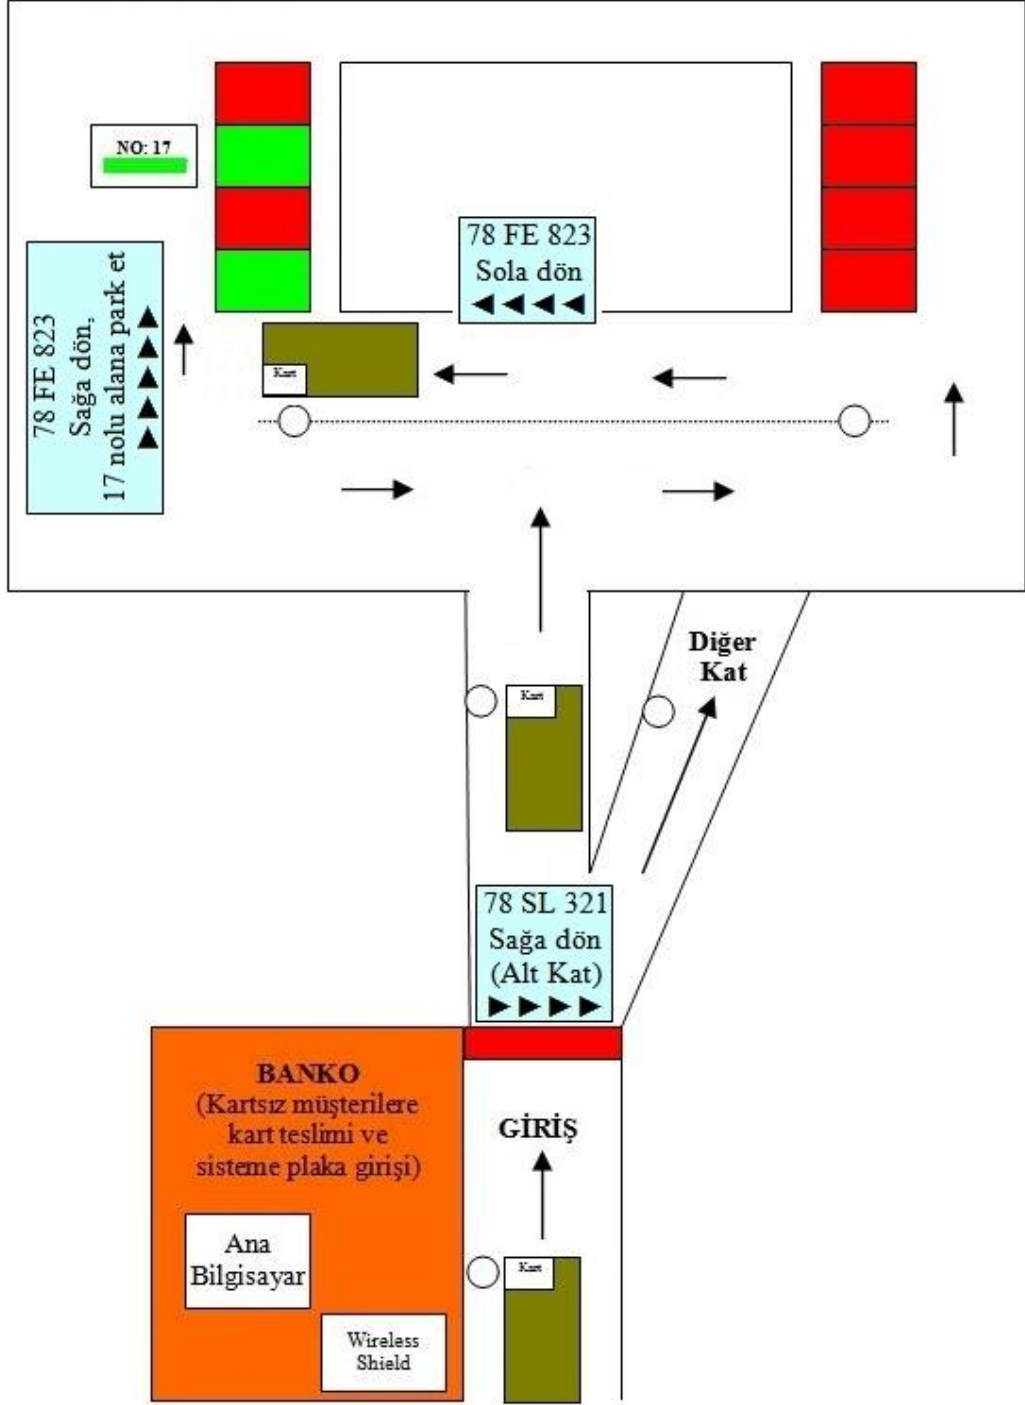 NO: 17
78 FE 823
Sola dön
78 FE 823
Sağa dön,
17 nolu alana park et
Kart
Diğer
Kat
Kart
78 SL 321
Sağa dön
(Alt Kat)
BANKO
(Kartsız müşterilere
kart teslimi ve
sisteme plaka girişi)
GİRİŞ
Ana
Bilgisayar
Kart
Wireless
Shield